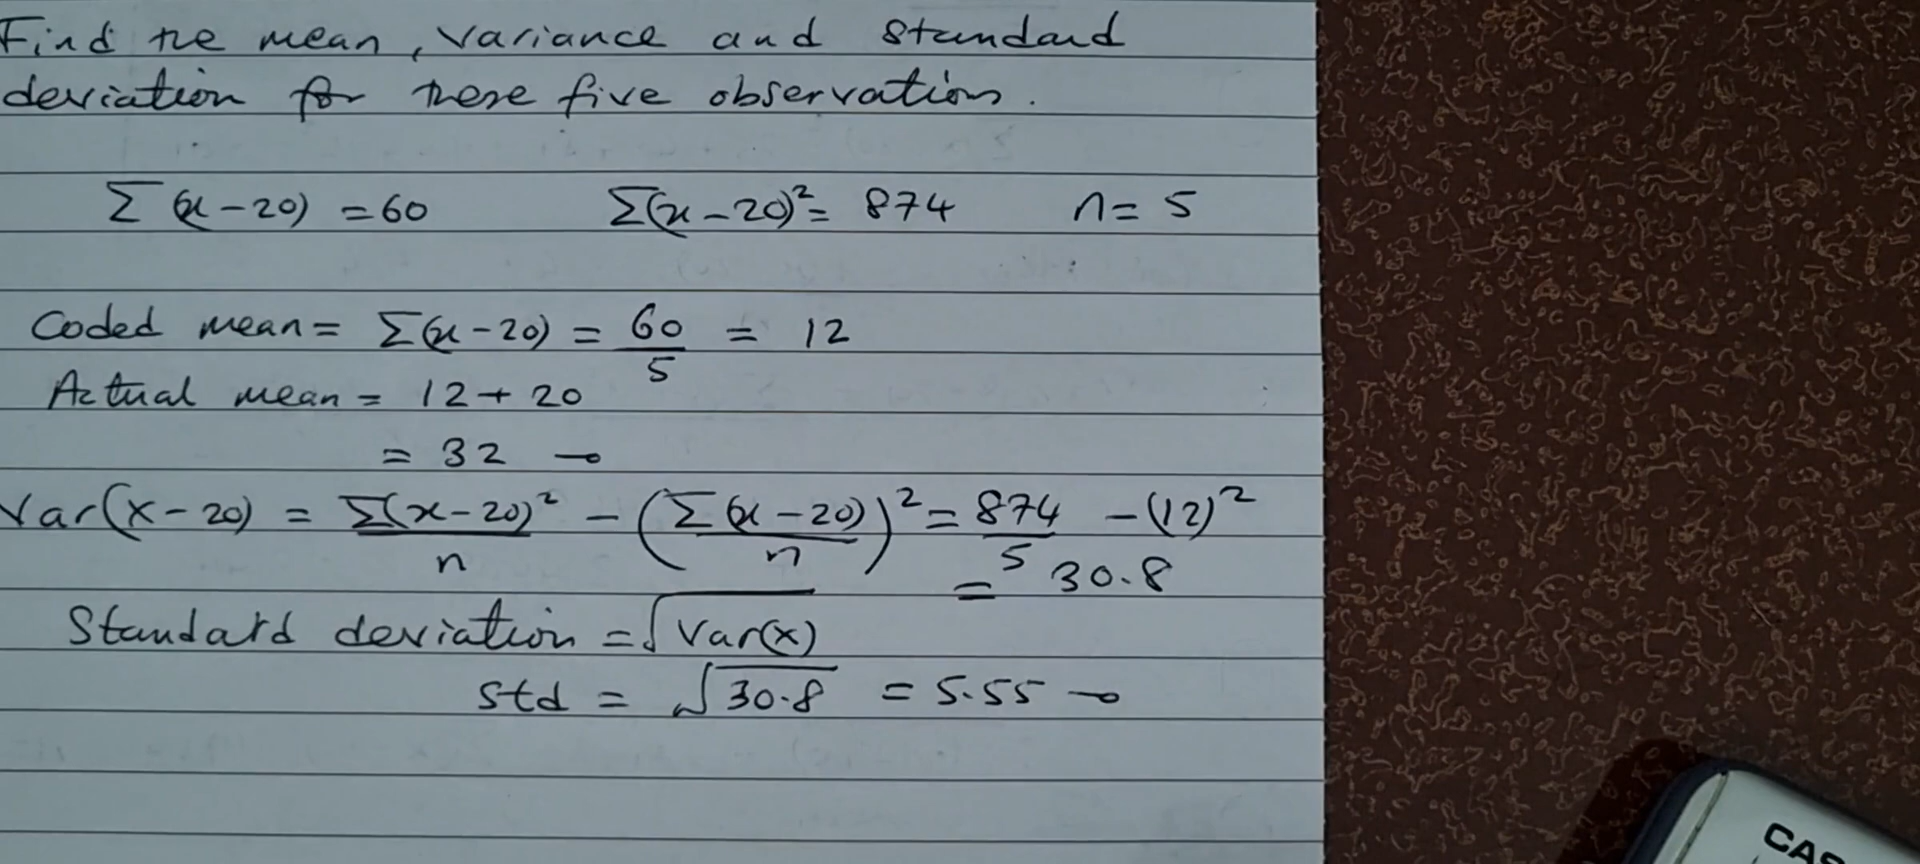 Find the mean, Variance and Standard
deviation for these five observations.
Σ(x-20) = 60 Σ(x-20)² = 874 n = 5
Coded mean = Σ(x-20) = 60/5 = 12
Actual mean = 12 + 20
= 32
Var(x-20) = Σ(x-20)²/n - (Σ(x-20)/n)² = 874/5 - (12)²
= 30.8
Standard deviation = √Var(x)
Std = √30.8 = 5.55